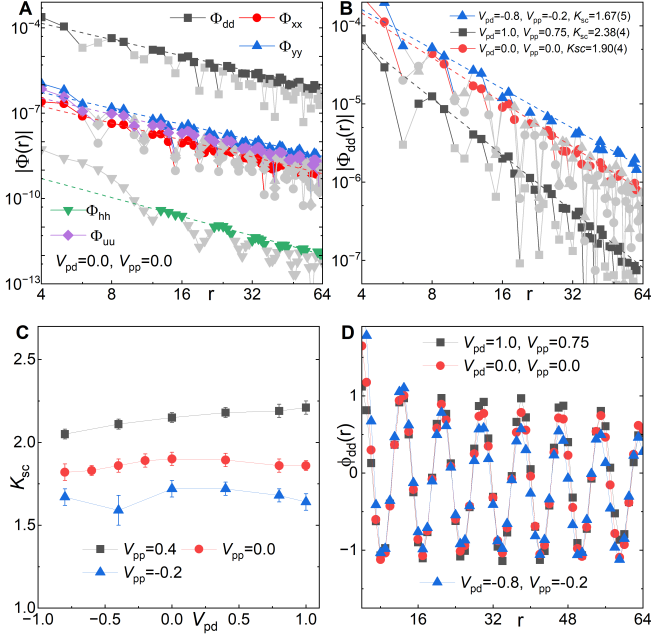 A
Φdd Φxx
Φyy
10⁻⁴
10⁻⁷
10⁻¹⁰
10⁻¹³
|Φ(r)|
Φhh
Φuu
Vpd=0.0, Vpp=0.0
4 8 16 r 32 64
B
Vpd=-0.8, Vpp=-0.2, Ksc=1.67(5)
Vpd=1.0, Vpp=0.75, Ksc=2.38(4)
Vpd=0.0, Vpp=0.0, Ksc=1.90(4)
10⁻⁵
10⁻⁶
10⁻⁷
|Φdd(r)|
4 8 16 r 32 64
C
2.5
2.0
1.5
1.0
Ksc
Vpp=0.4 Vpp=0.0
Vpp=-0.2
-1.0 -0.5 0.0 Vpd 0.5 1.0
D
Vpd=1.0, Vpp=0.75
Vpd=0.0, Vpp=0.0
1
0
-1
ϕdd(r)
Vpd=-0.8, Vpp=-0.2
16 r 32 48 64